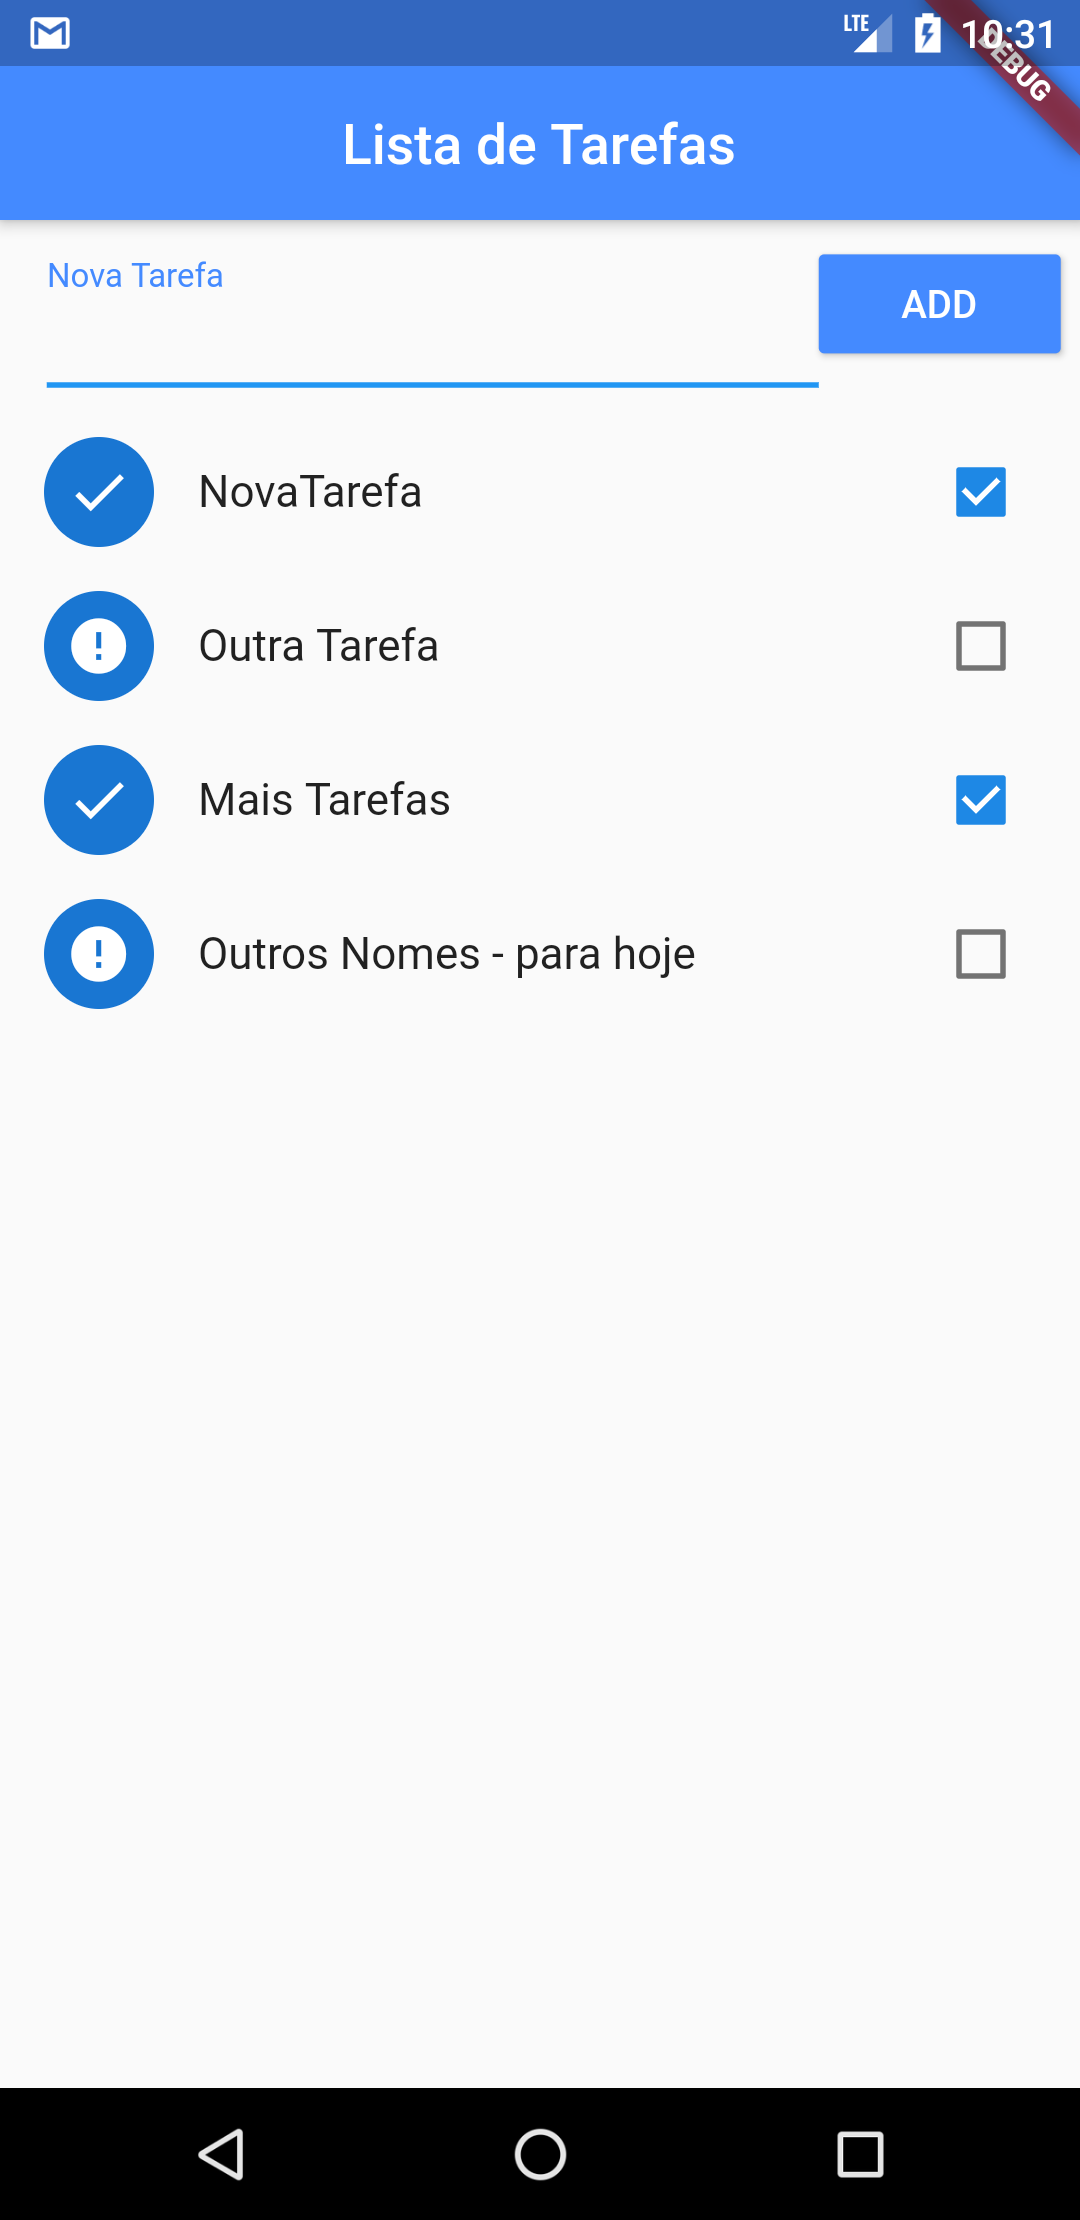 LTE 10:31
DEBUG
Lista de Tarefas
Nova Tarefa
ADD
NovaTarefa
Outra Tarefa
Mais Tarefas
Outros Nomes - para hoje